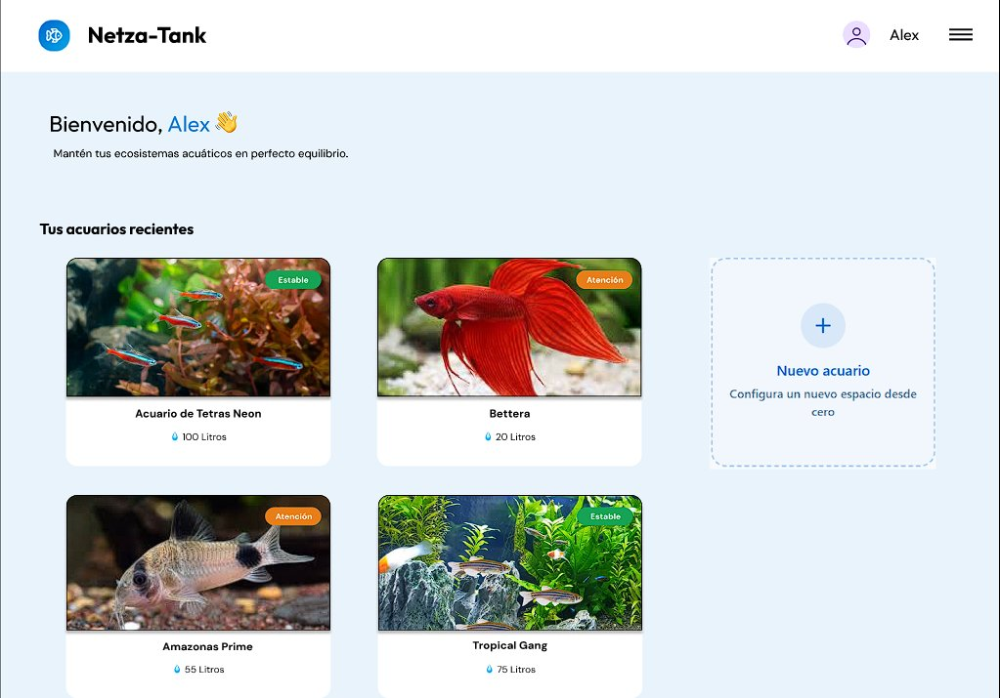 Netza-Tank
Alex
Bienvenido, Alex 👋
Mantén tus ecosistemas acuáticos en perfecto equilibrio.
Tus acuarios recientes
Estable
Acuario de Tetras Neon
100 Litros
Atención
Bettera
20 Litros
+
Nuevo acuario
Configura un nuevo espacio desde
cero
Atención
Amazonas Prime
55 Litros
Estable
Tropical Gang
75 Litros